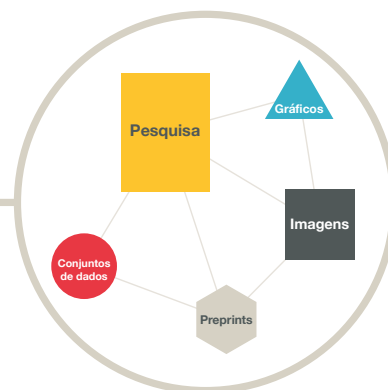 Gráficos
Pesquisa
Imagens
Conjuntos
de dados
Preprints